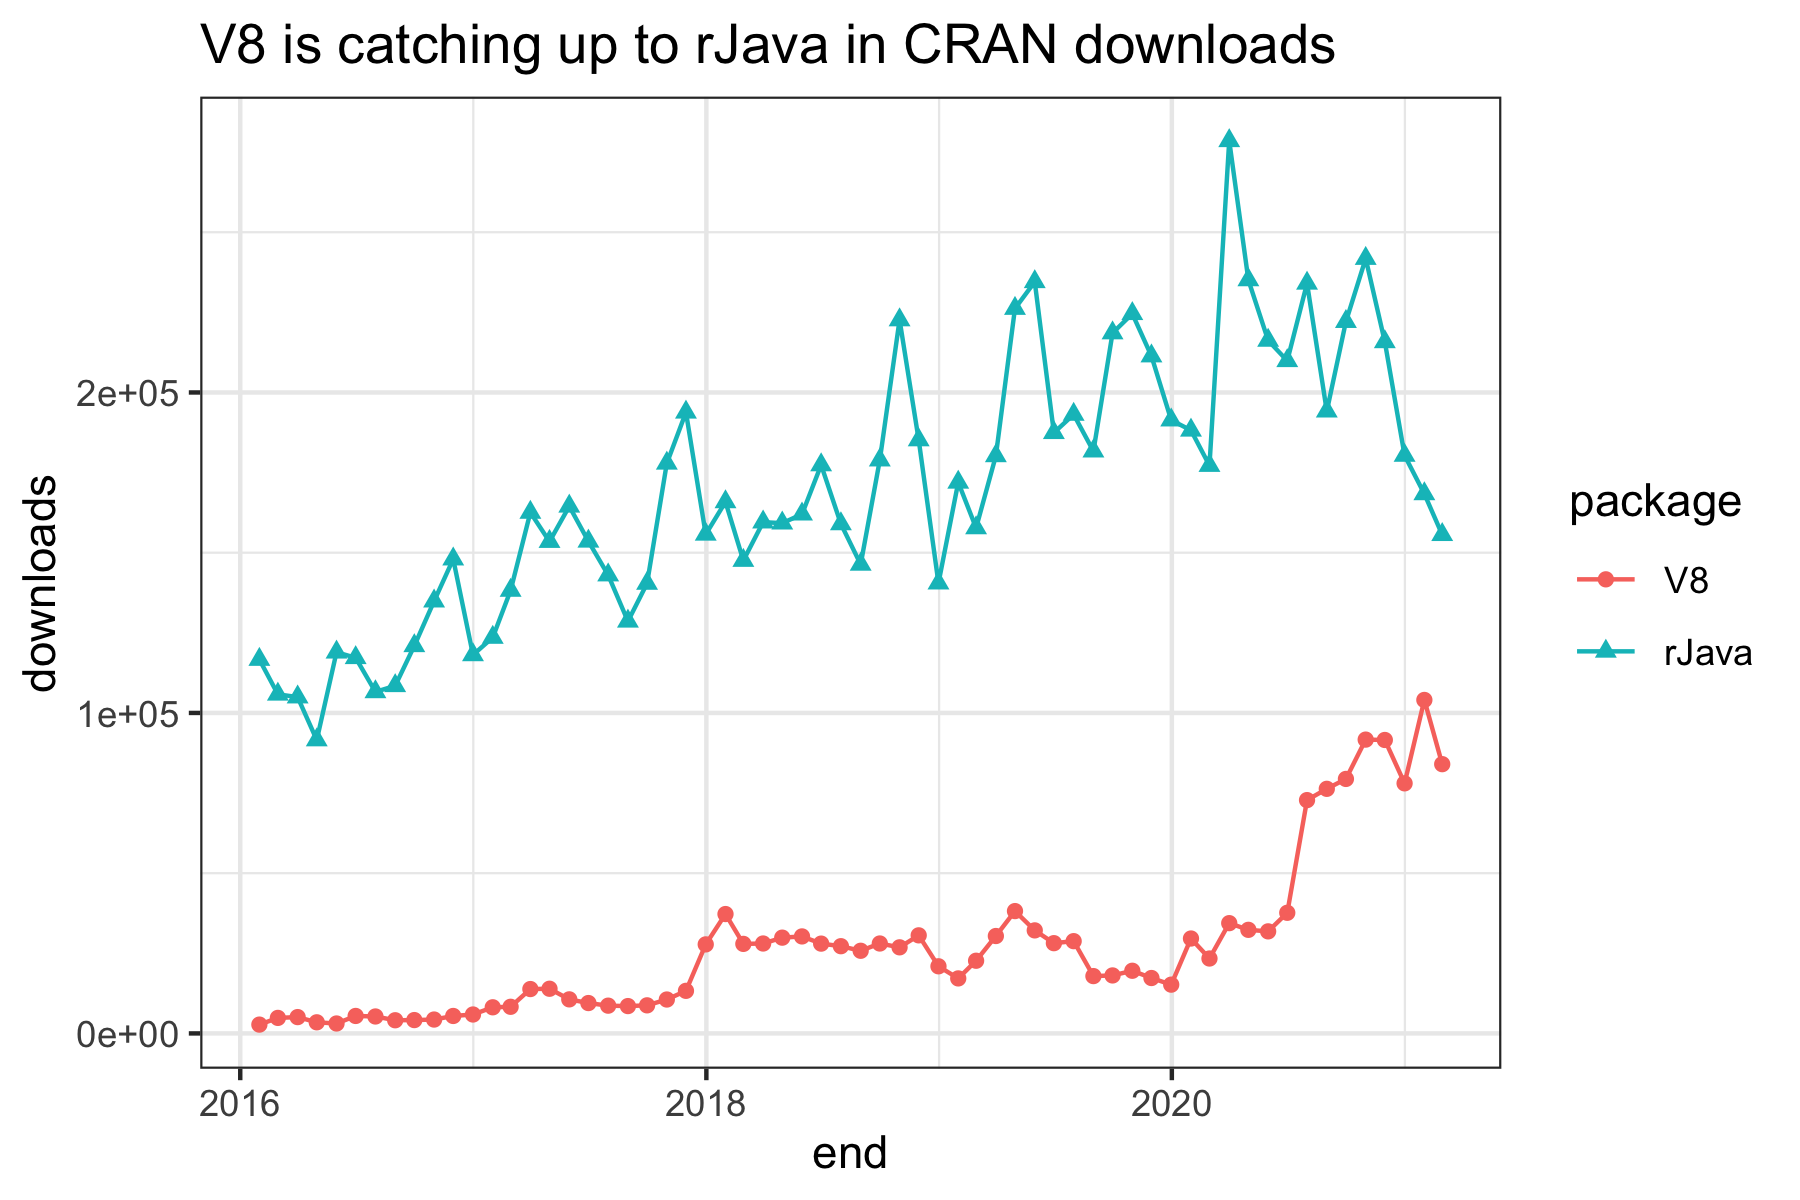 V8 is catching up to rJava in CRAN downloads
downloads
2e+05
1e+05
0e+00
2016
2018
2020
end
package
V8
rJava